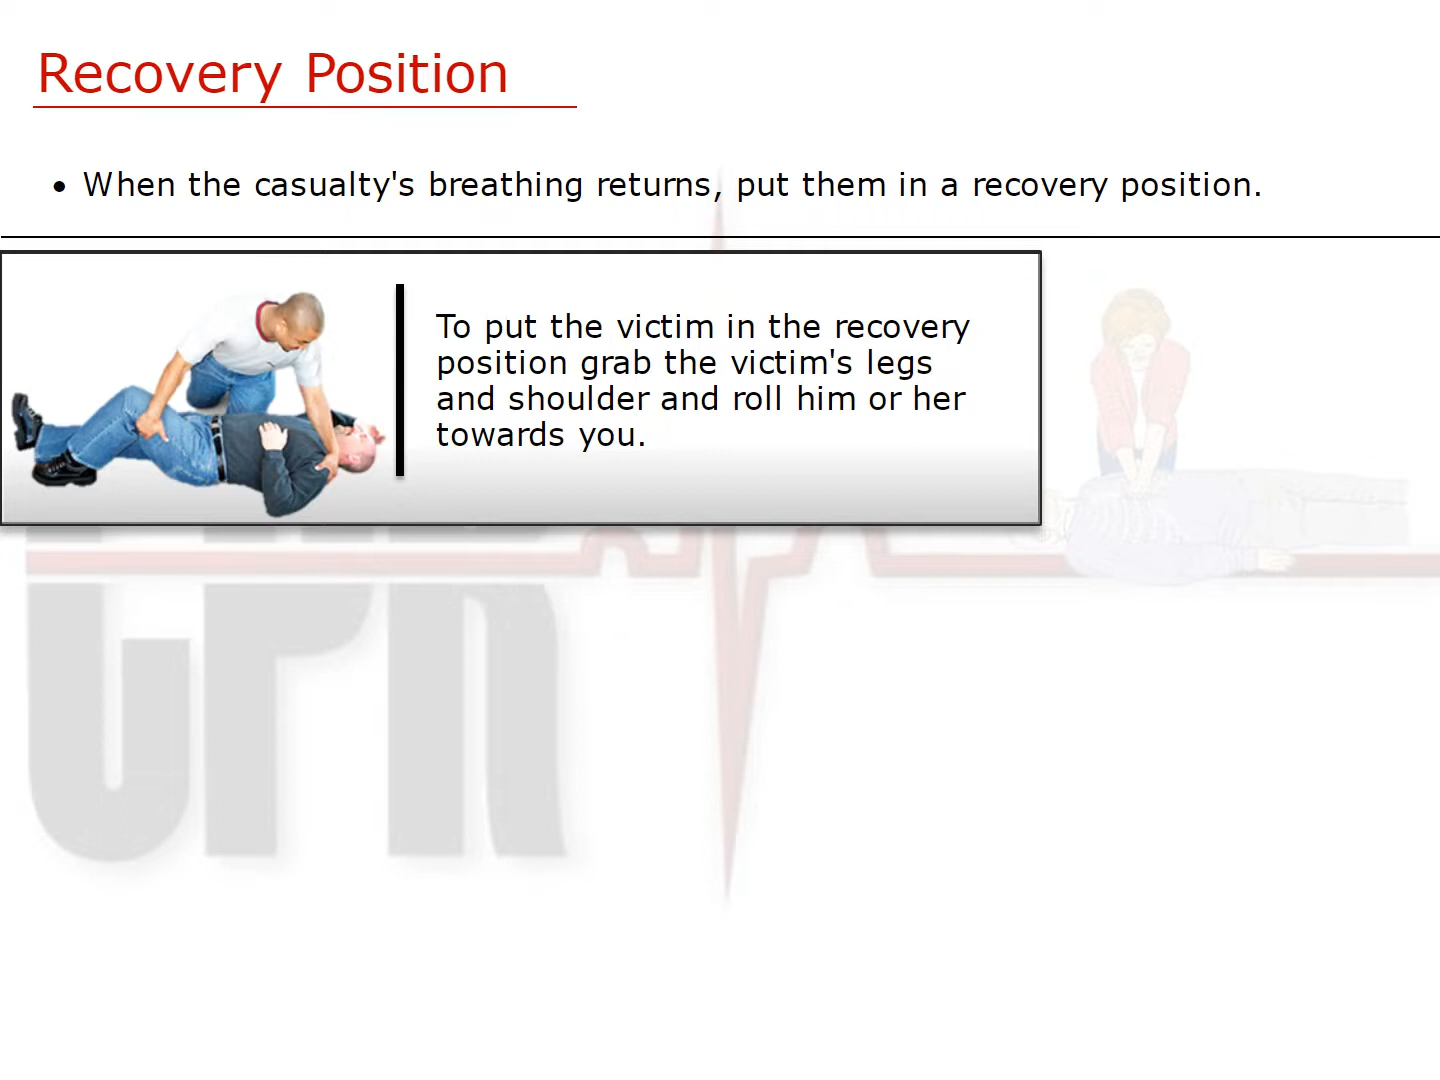 Recovery Position
• When the casualty's breathing returns, put them in a recovery position.
To put the victim in the recovery
position grab the victim's legs
and shoulder and roll him or her
towards you.
CPR